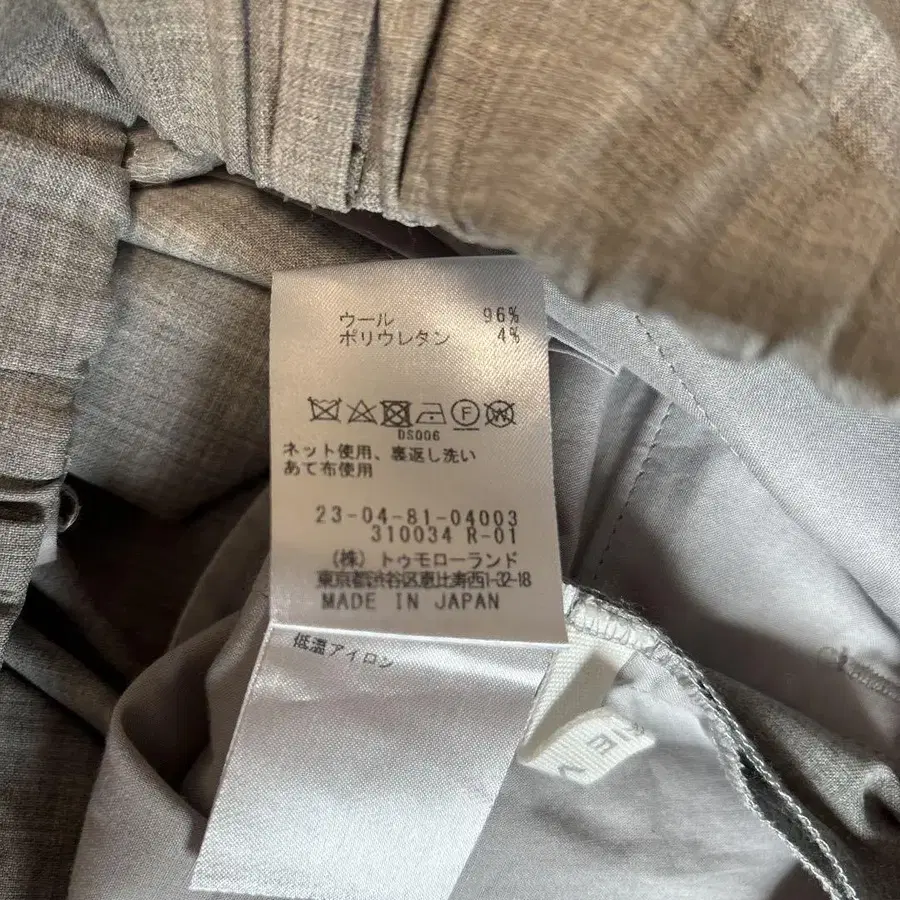 ウール 96%
ポリウレタン 4%
F W
DS006
ネット使用、裏返し洗い
あて布使用
23-04-81-04003
310034 R-01
(株) トゥモローランド
東京都渋谷区恵比寿西1-32-18
MADE IN JAPAN
低温アイロン